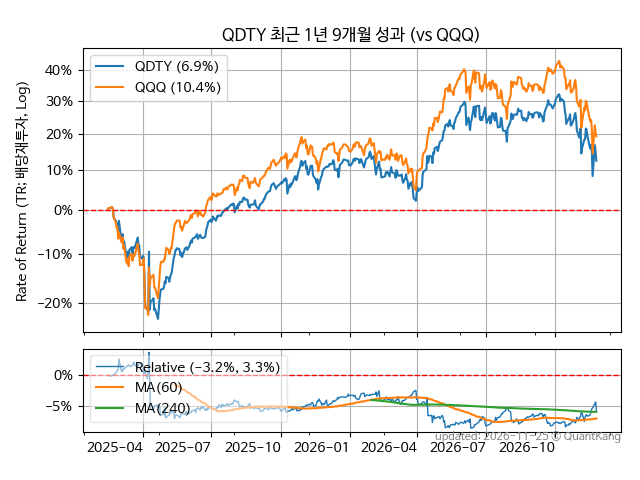 QDTY 최근 1년 9개월 성과 (vs QQQ)
QDTY (6.9%)
QQQ (10.4%)
Rate of Return (TR: 배당재투자, Log)
40%
30%
20%
10%
0%
−10%
−20%
Relative (−3.2%, 3.3%)
MA(60)
MA(240)
0%
−5%
2025−04
2025−07
2025−10
2026−01
2026−04
2026−07
2026−10
updated: 2026−11−25 © QuantKang